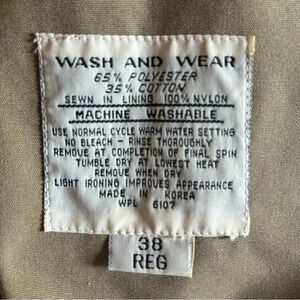 WASH AND WEAR
65% POLYESTER
35% COTTON
SEWN IN LINING 100% NYLON
MACHINE WASHABLE
USE NORMAL CYCLE WARM WATER SETTING
NO BLEACH - RINSE THOROUGHLY
REMOVE AT COMPLETION OF FINAL SPIN
TUMBLE DRY AT LOWEST HEAT
REMOVE WHEN DRY
LIGHT IRONING IMPROVES APPEARANCE
MADE IN KOREA
WPL 6107
38
REG